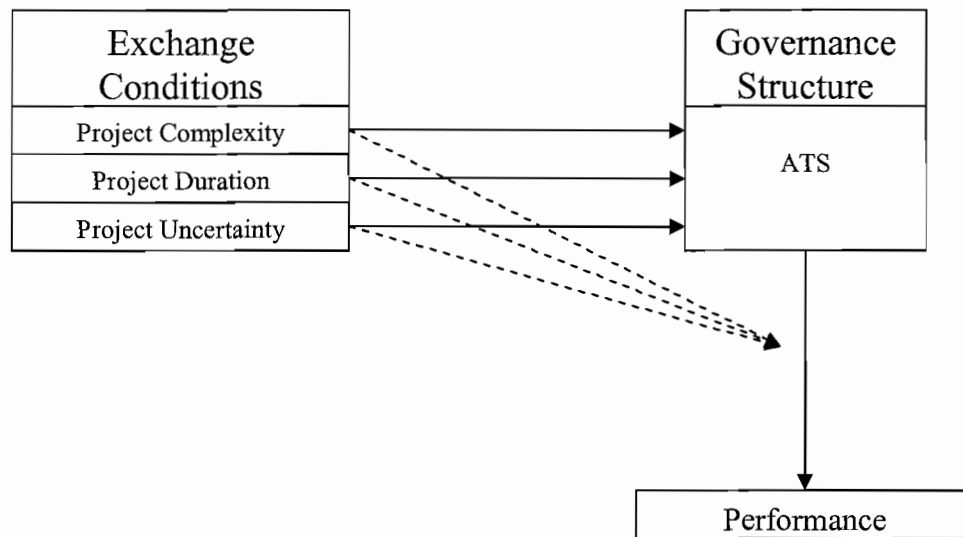 Exchange
Conditions
Project Complexity
Project Duration
Project Uncertainty
Governance
Structure
ATS
Performance